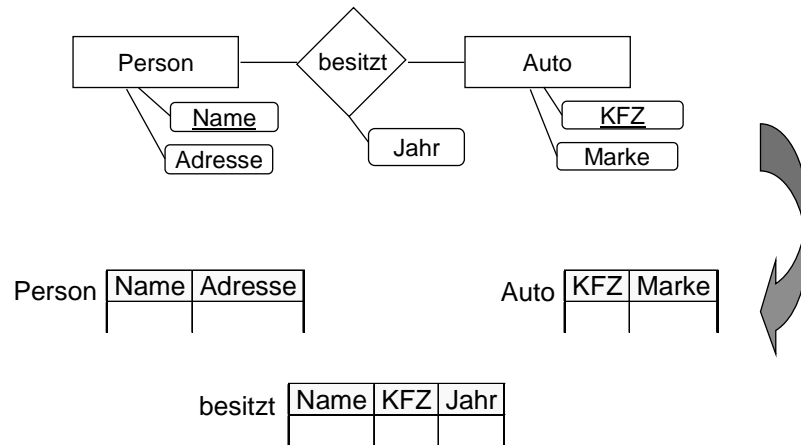 Person besitzt Auto
Name KFZ
Adresse Jahr Marke
Person Name Adresse Auto KFZ Marke
besitzt Name KFZ Jahr